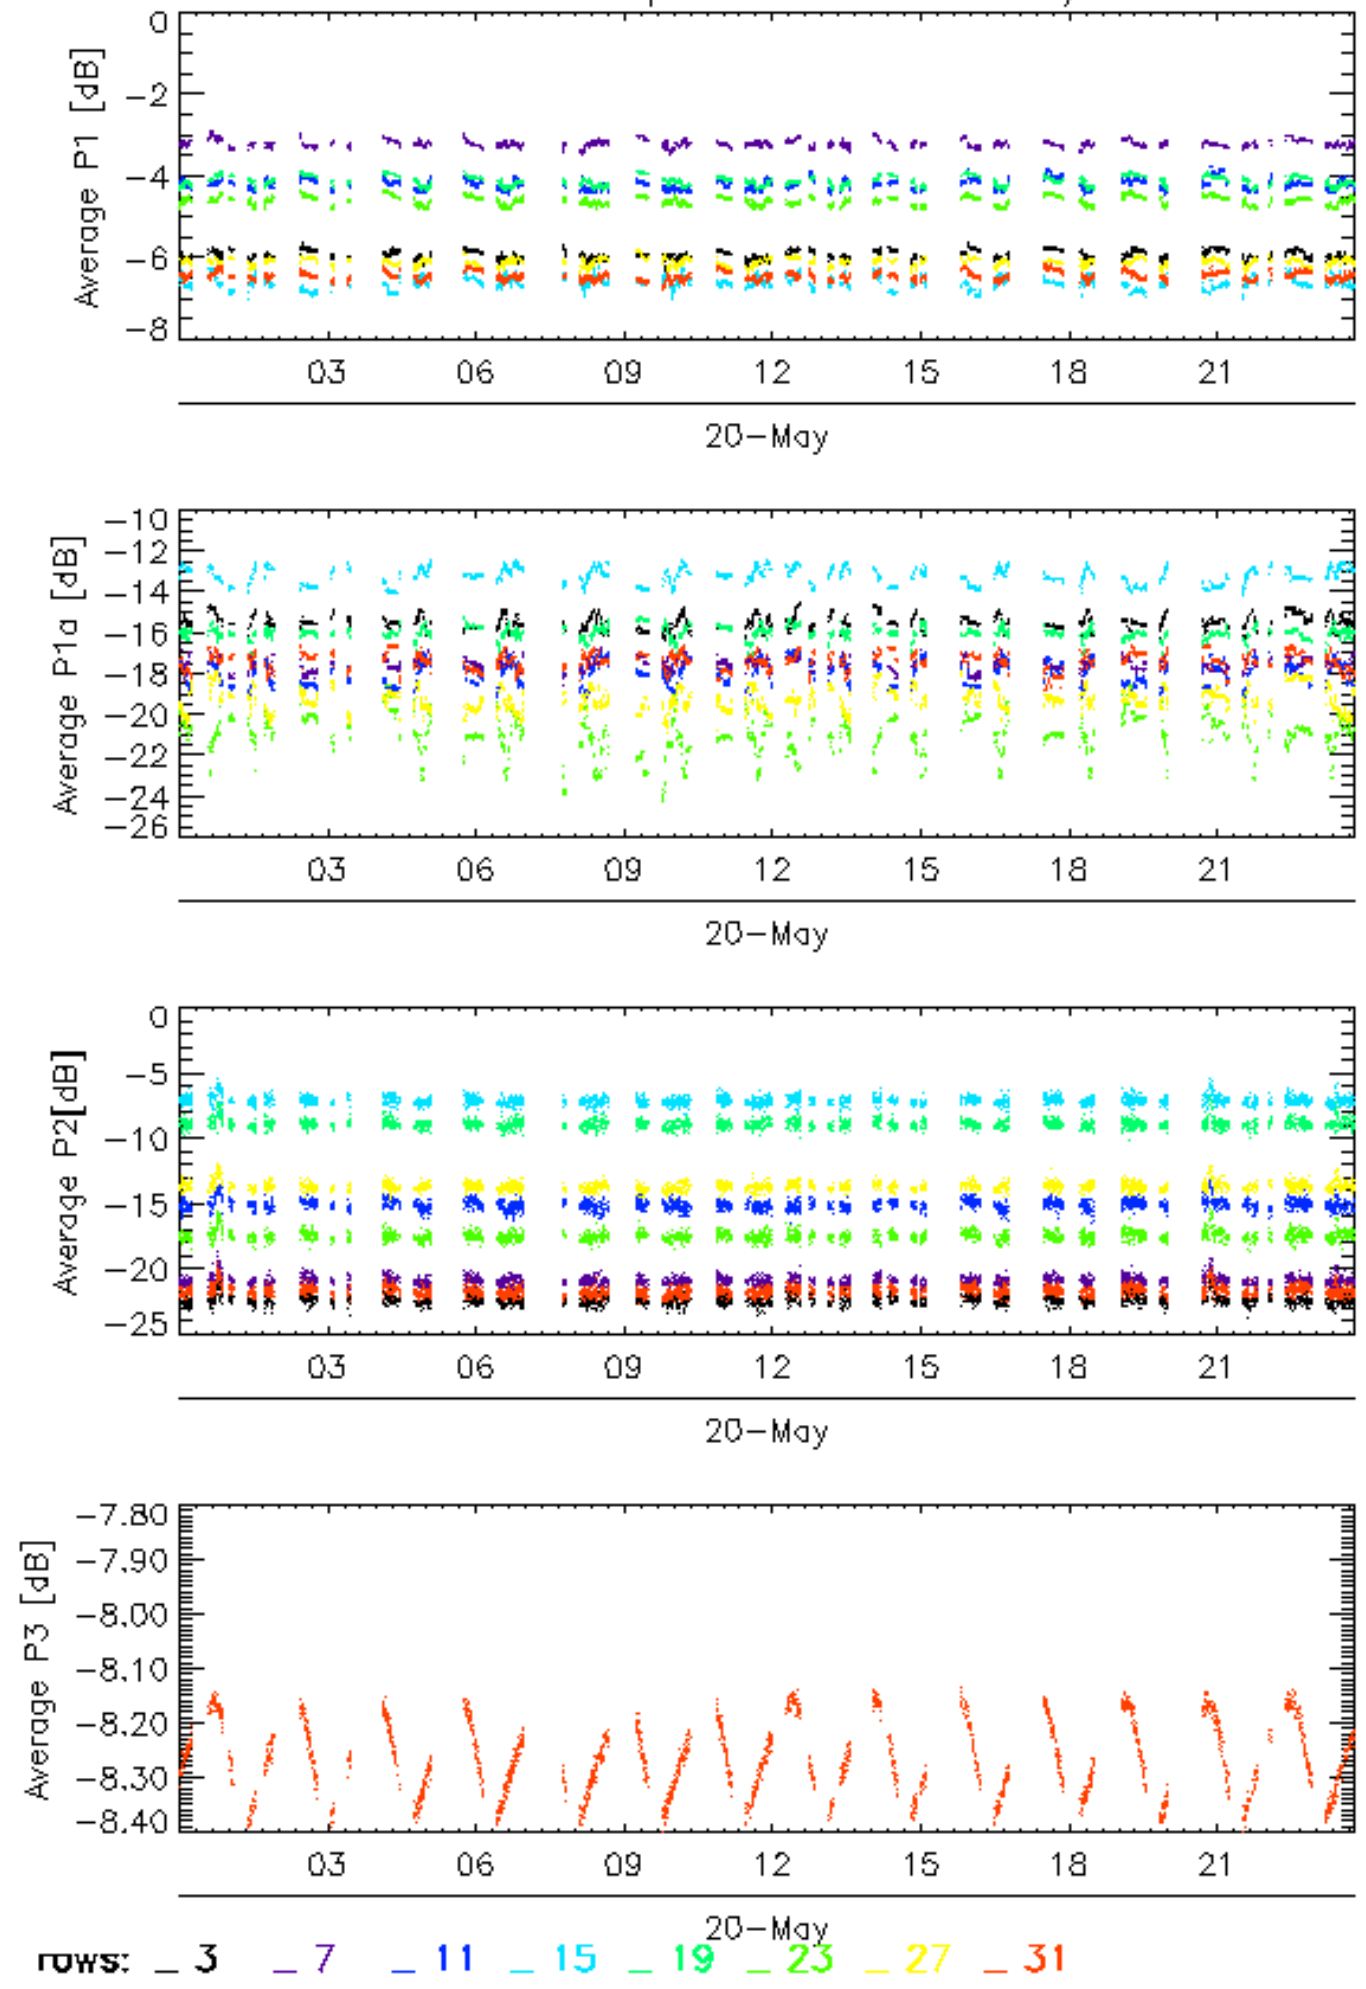 Average P1 [dB]
0
-2
-4
-6
-8
03 06 09 12 15 18 21
20-May
Average P1a [dB]
-10
-12
-14
-16
-18
-20
-22
-24
-26
03 06 09 12 15 18 21
20-May
Average P2[dB]
0
-5
-10
-15
-20
-25
03 06 09 12 15 18 21
20-May
Average P3 [dB]
-7.80
-7.90
-8.00
-8.10
-8.20
-8.30
-8.40
03 06 09 12 15 18 21
20-May
rows: _ 3 _ 7 _ 11 _ 15 _ 19 _ 23 _ 27 _ 31